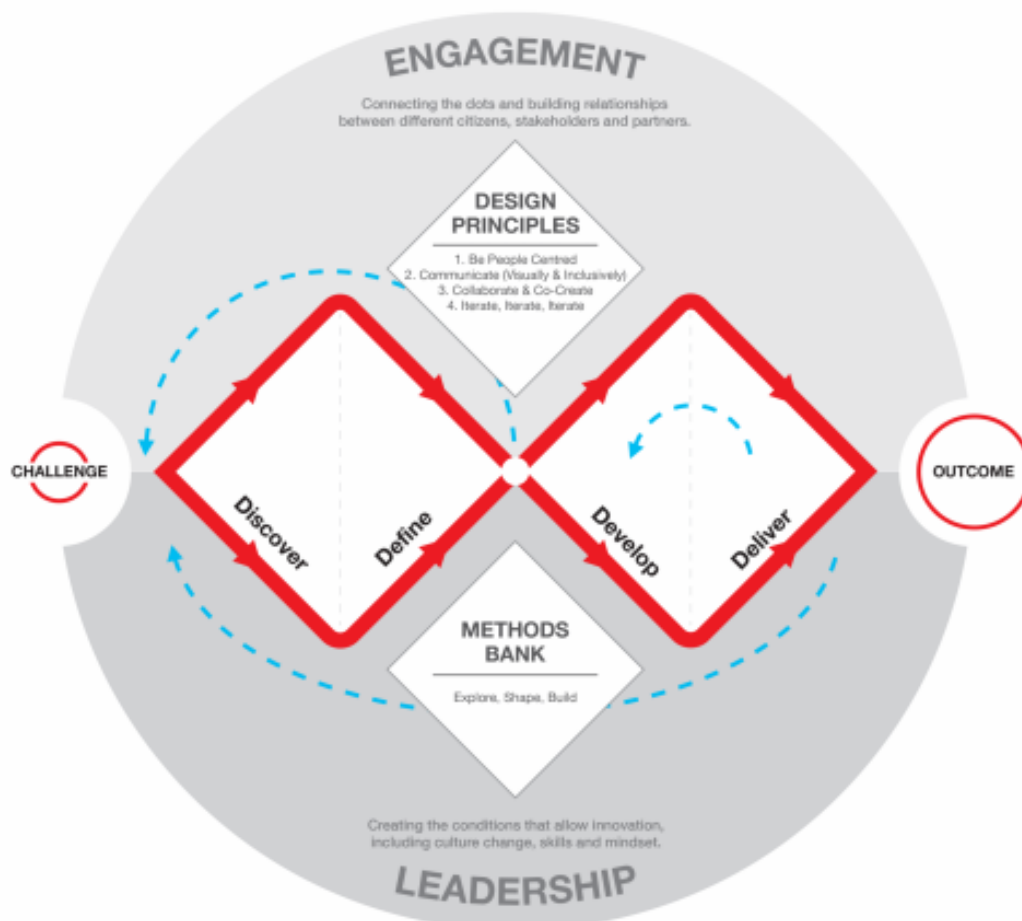 ENGAGEMENT
Connecting the dots and building relationships
between different citizens, stakeholders and partners.
DESIGN
PRINCIPLES
1. Be People Centred
2. Communicate (Visually & Inclusively)
3. Collaborate & Co-Create
4. Iterate, Iterate, Iterate
CHALLENGE
OUTCOME
Discover
Define
Develop
Deliver
METHODS
BANK
Explore, Shape, Build
Creating the conditions that allow innovation,
including culture change, skills and mindset.
LEADERSHIP